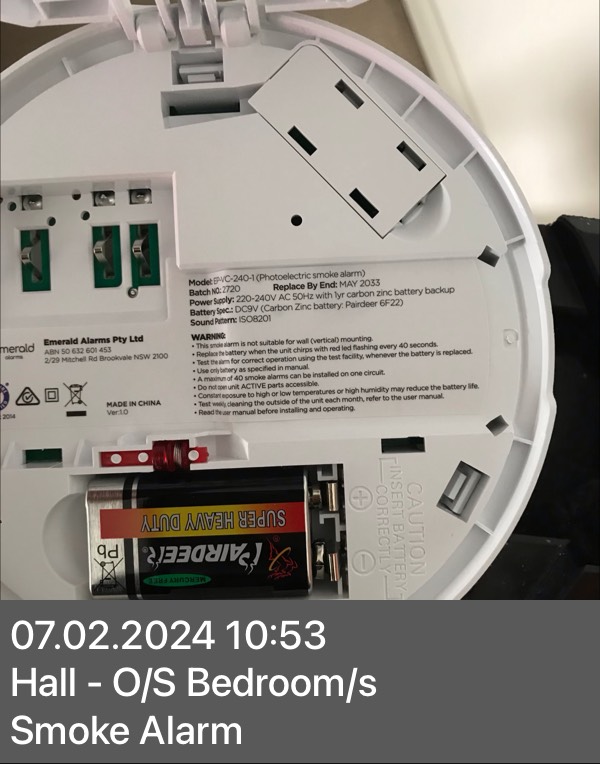 Model: EP-VC-240-1 (Photoelectric smoke alarm)
Batch NO.: 2720 Replace By End: MAY 2033
Power Supply: 220-240V AC 50Hz with 1yr carbon zinc battery backup
Battery Spec.: DC9V (Carbon Zinc battery: Pairdeer 6F22)
Sound Pattern: ISO8201
WARNING:
• This smoke alarm is not suitable for wall (vertical) mounting.
• Replace the battery when the unit chirps with red led flashing every 40 seconds.
• Test the alarm for correct operation using the test facility, whenever the battery is replaced.
• Use only battery as specified in manual.
• A maximum of 40 smoke alarms can be installed on one circuit.
• Do not open unit ACTIVE parts accessible.
• Constant exposure to high or low temperatures or high humidity may reduce the battery life.
• Test weekly, cleaning the outside of the unit each month, refer to the user manual.
• Read the user manual before installing and operating.
merald
alarms
Emerald Alarms Pty Ltd
ABN 50 632 601 453
2/29 Mitchell Rd Brookvale NSW 2100
2014
MADE IN CHINA
Ver:1.0
CAUTION
INSERT BATTERY
CORRECTLY
SUPER HEAVY DUTY
PAIRDEER
MERCURY FREE
Pb
07.02.2024 10:53
Hall - O/S Bedroom/s
Smoke Alarm